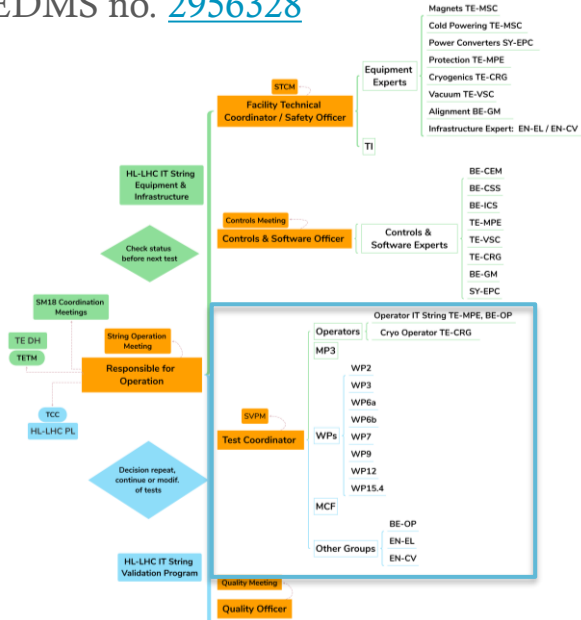 EDMS no. 2956328
Magnets TE-MSC
Cold Powering TE-MSC
Power Converters SY-EPC
Protection TE-MPE
Cryogenics TE-CRG
Vacuum TE-VSC
Alignment BE-GM
Infrastructure Expert: EN-EL / EN-CV
Equipment
Experts
TI
STCM
Facility Technical
Coordinator / Safety Officer
HL-LHC IT String
Equipment &
Infrastructure
Check status
before next test
Controls Meeting
Controls & Software Officer
Controls &
Software Experts
BE-CEM
BE-CSS
BE-ICS
TE-MPE
TE-VSC
TE-CRG
BE-GM
SY-EPC
SM18 Coordination
Meetings
TE DH
TETM
String Operation
Meeting
Responsible for
Operation
TCC
HL-LHC PL
SVPM
Test Coordinator
Operators
Operator IT String TE-MPE, BE-OP
Cryo Operator TE-CRG
MP3
WPs
WP2
WP3
WP6a
WP6b
WP7
WP9
WP12
WP15.4
MCF
Other Groups
BE-OP
EN-EL
EN-CV
Decision repeat,
continue or modif.
of tests
HL-LHC IT String
Validation Program
Quality Meeting
Quality Officer